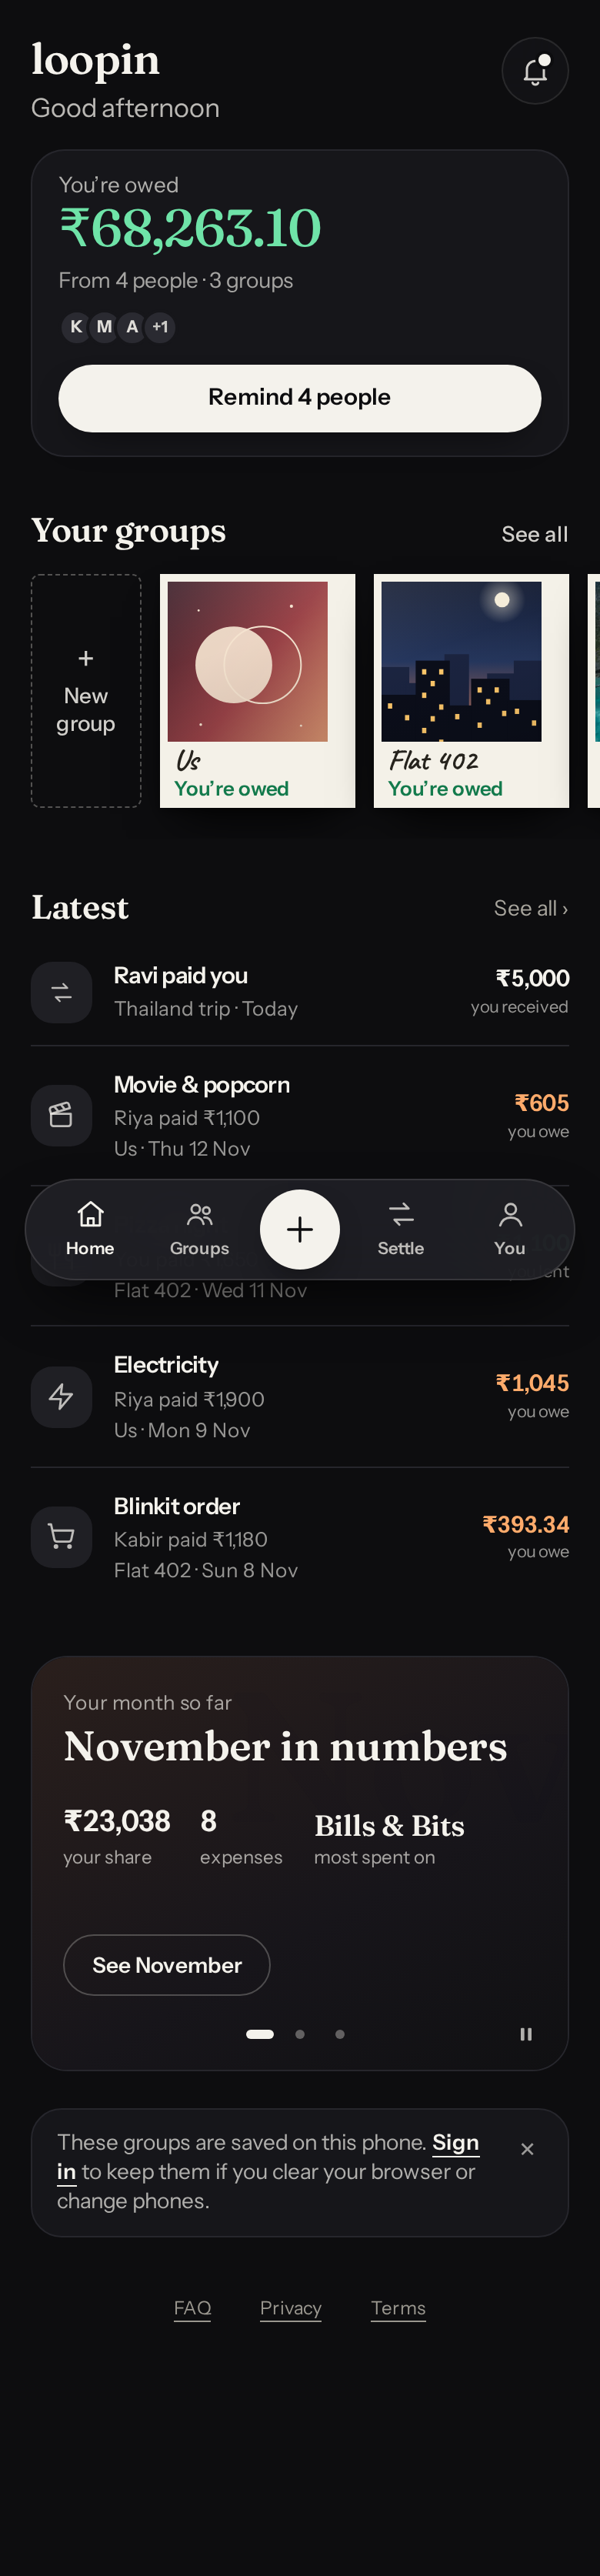 loopin
Good afternoon
You’re owed
₹68,263.10
From 4 people · 3 groups
K M A +1
Remind 4 people
Your groups
See all
+
New
group
Us
You’re owed
Flat 402
You’re owed
Latest
See all ›
Ravi paid you
₹5,000
Thailand trip · Today
you received
Movie & popcorn
₹605
Riya paid ₹1,100
you owe
Us · Thu 12 Nov
Home
Groups
Settle
You
Flat 402 · Wed 11 Nov
Electricity
₹1,045
Riya paid ₹1,900
you owe
Us · Mon 9 Nov
Blinkit order
₹393.34
Kabir paid ₹1,180
you owe
Flat 402 · Sun 8 Nov
Your month so far
November in numbers
₹23,038
8
Bills & Bits
your share
expenses
most spent on
See November
These groups are saved on this phone. Sign
in to keep them if you clear your browser or
change phones.
FAQ
Privacy
Terms